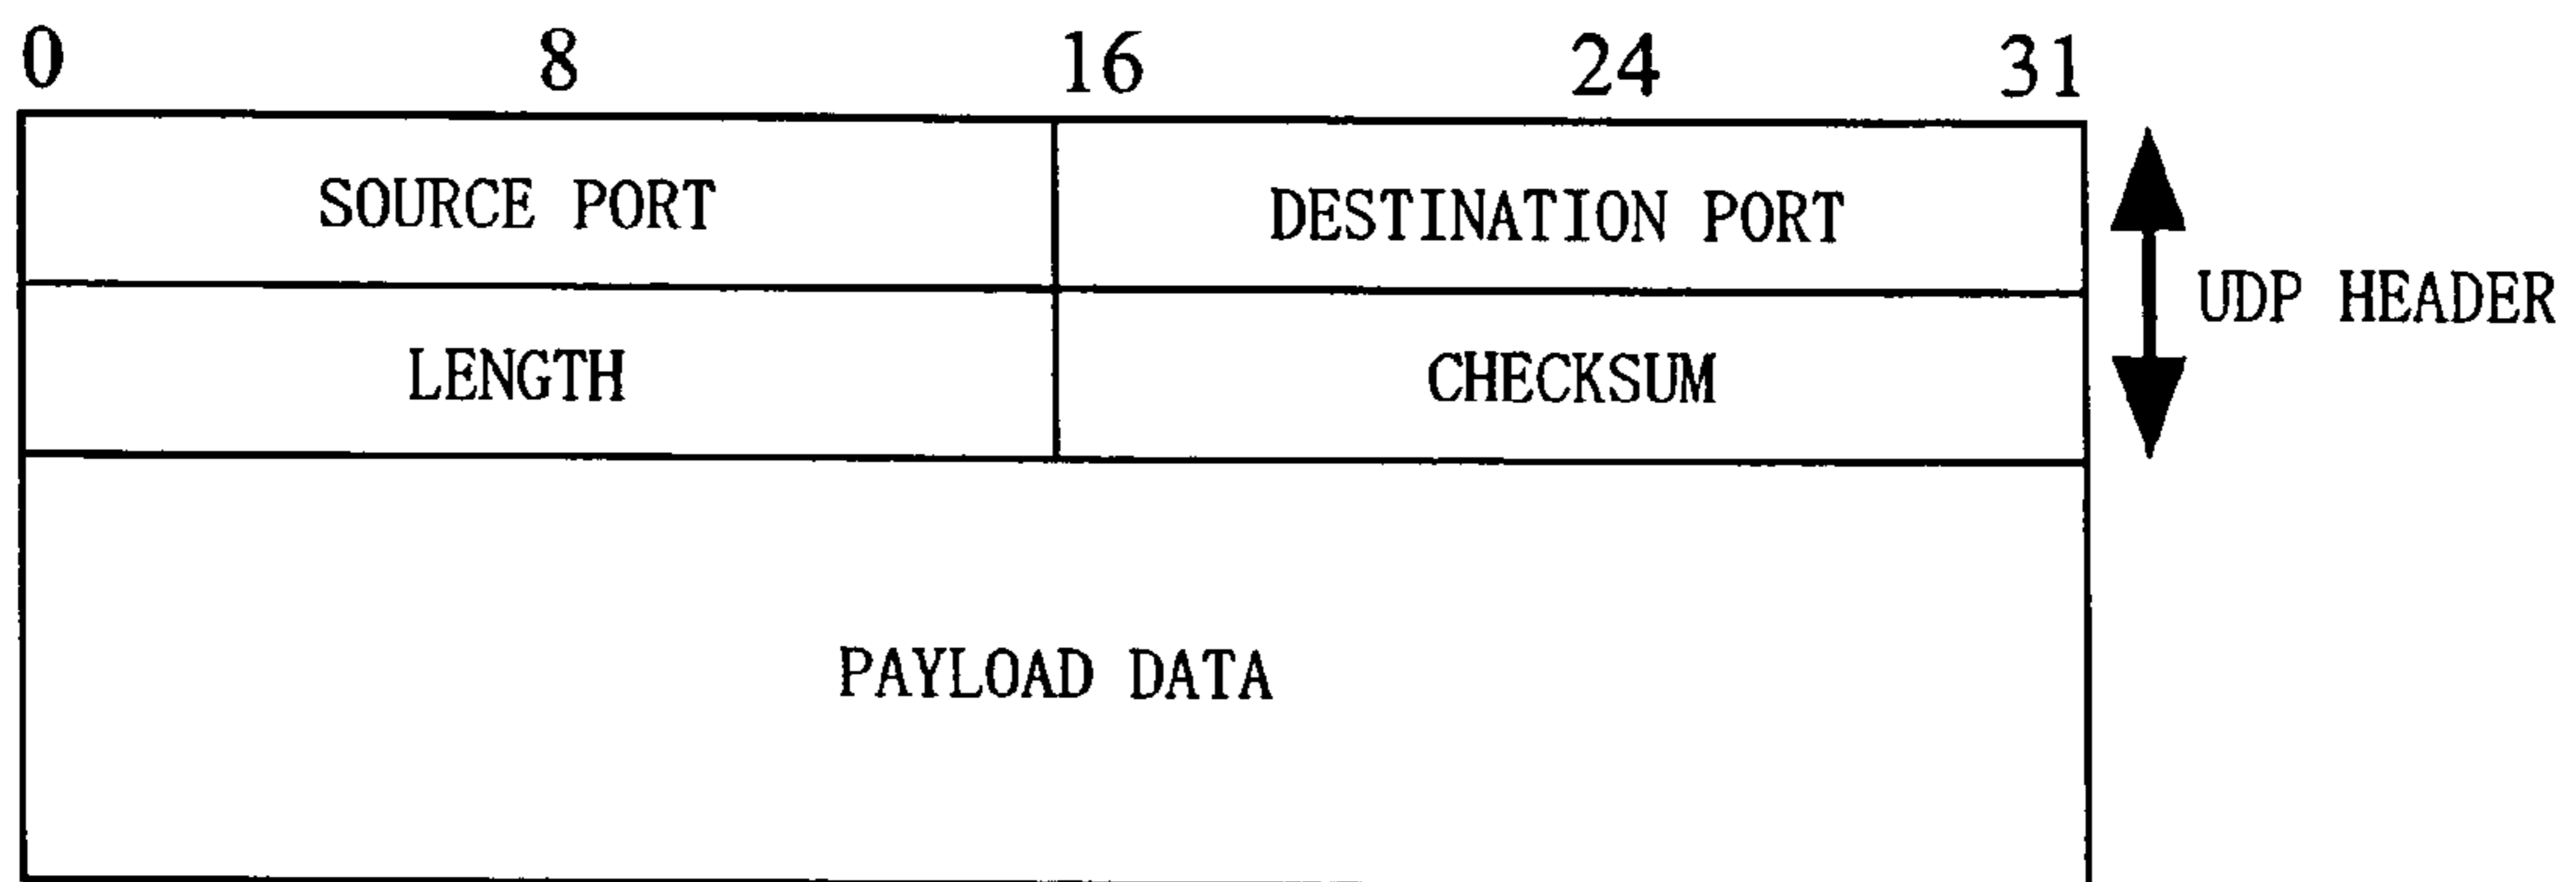 0 8 16 24 31
SOURCE PORT DESTINATION PORT
UDP HEADER
LENGTH CHECKSUM
PAYLOAD DATA